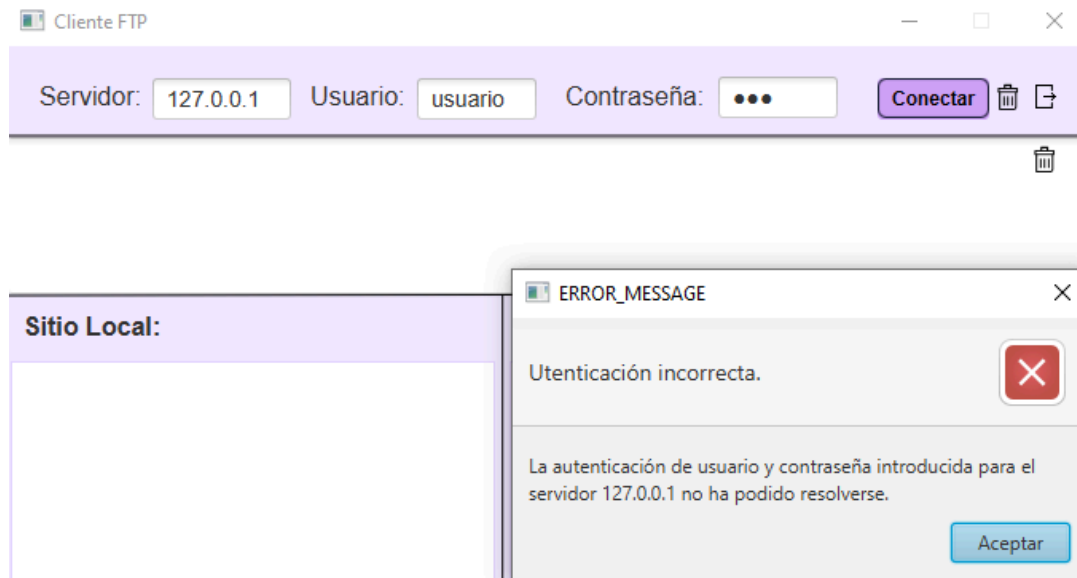 Cliente FTP
Servidor: 127.0.0.1 Usuario: usuario Contraseña: ●●● Conectar
ERROR_MESSAGE
Sitio Local:
Utenticación incorrecta.
La autenticación de usuario y contraseña introducida para el
servidor 127.0.0.1 no ha podido resolverse.
Aceptar